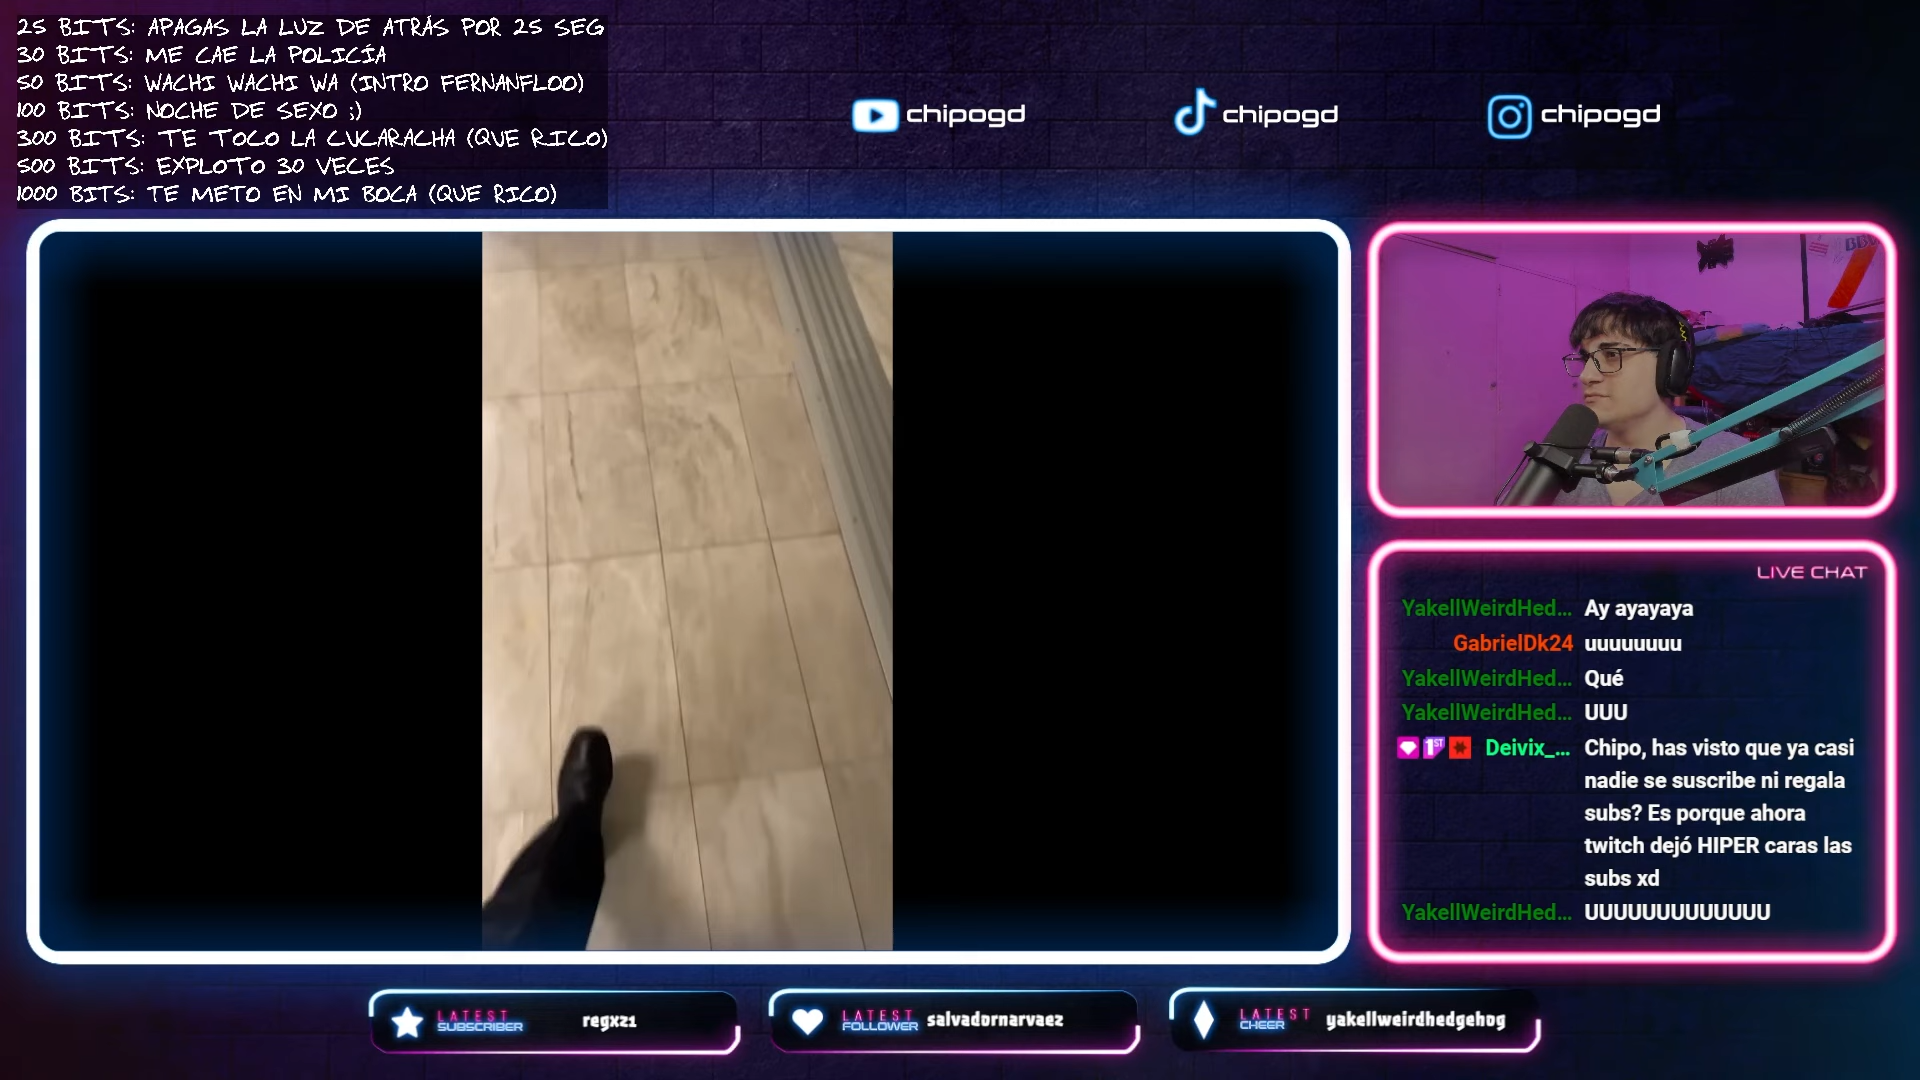 25 BITS: APAGAS LA LUZ DE ATRÁS POR 25 SEG
30 BITS: ME CAE LA POLICÍA
50 BITS: WACHI WACHI WA (INTRO FERNANFLOO)
100 BITS: NOCHE DE SEXO ;)
300 BITS: TE TOCO LA CUCARACHA (QUE RICO)
500 BITS: EXPLOTO 30 VECES
1000 BITS: TE METO EN MI BOCA (QUE RICO)
chipogd chipogd chipogd
LIVE CHAT
YakellWeirdHed... Ay ayayaya
GabrielDk24 uuuuuuuu
YakellWeirdHed... Qué
YakellWeirdHed... UUU
1ST Deivix_... Chipo, has visto que ya casi
nadie se suscribe ni regala
subs? Es porque ahora
twitch dejó HIPER caras las
subs xd
YakellWeirdHed... UUUUUUUUUUUUU
LATEST SUBSCRIBER regxz1
LATEST FOLLOWER salvadornarvaez
LATEST CHEER yakellweirdhedgehog